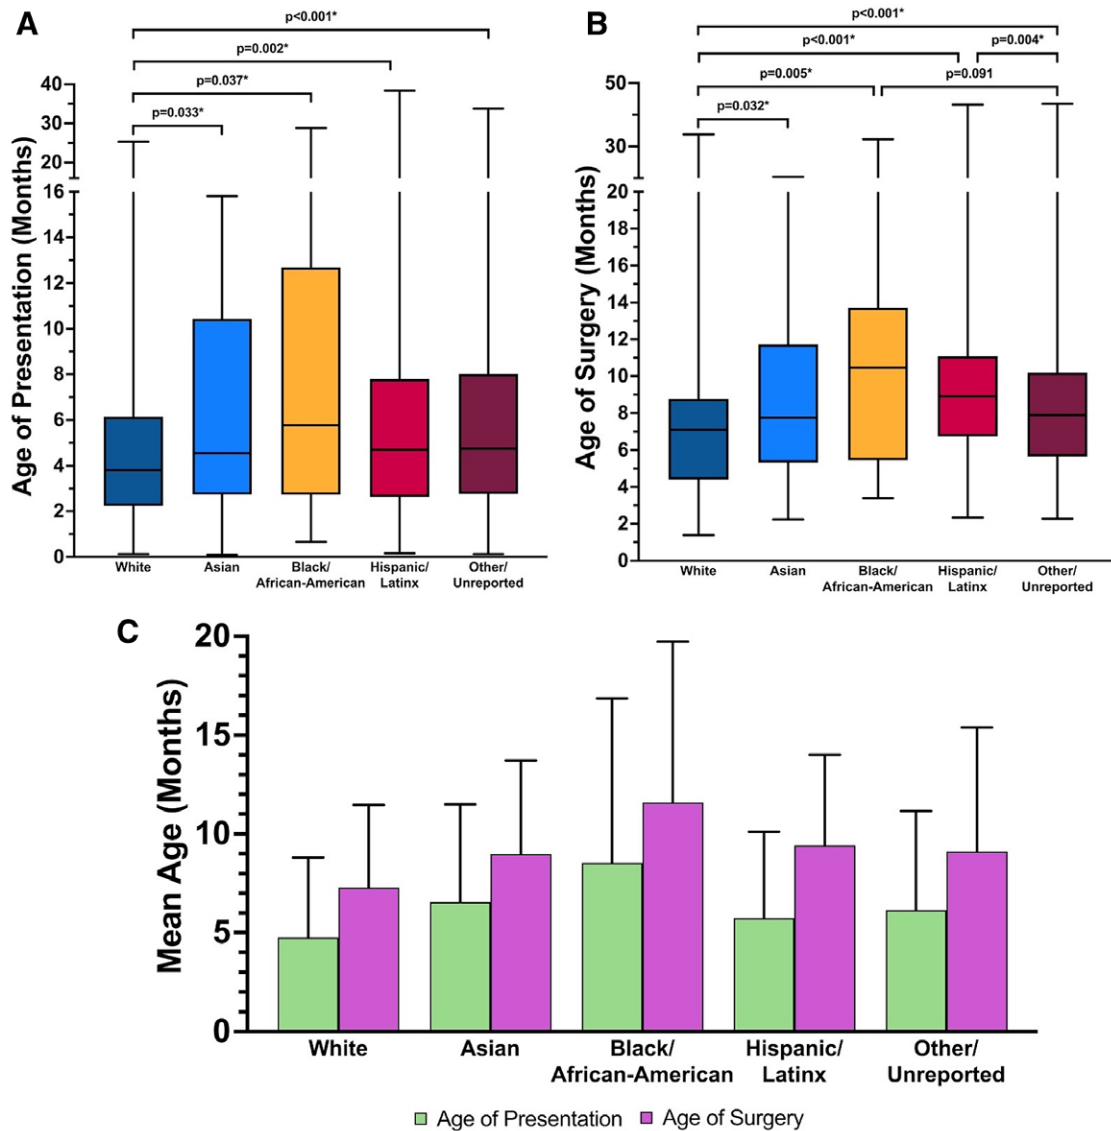 A
p<0.001*
p=0.002*
p=0.037*
p=0.033*
Age of Presentation (Months)
40
30
20
16
14
12
10
8
6
4
2
0
White
Asian
Black/
African-American
Hispanic/
Latinx
Other/
Unreported
B
p<0.001*
p<0.001*
p=0.004*
p=0.005*
p=0.091
p=0.032*
Age of Surgery (Months)
50
30
20
18
16
14
12
10
8
6
4
2
0
White
Asian
Black/
African-American
Hispanic/
Latinx
Other/
Unreported
C
Mean Age (Months)
20
15
10
5
0
White
Asian
Black/
African-American
Hispanic/
Latinx
Other/
Unreported
Age of Presentation
Age of Surgery